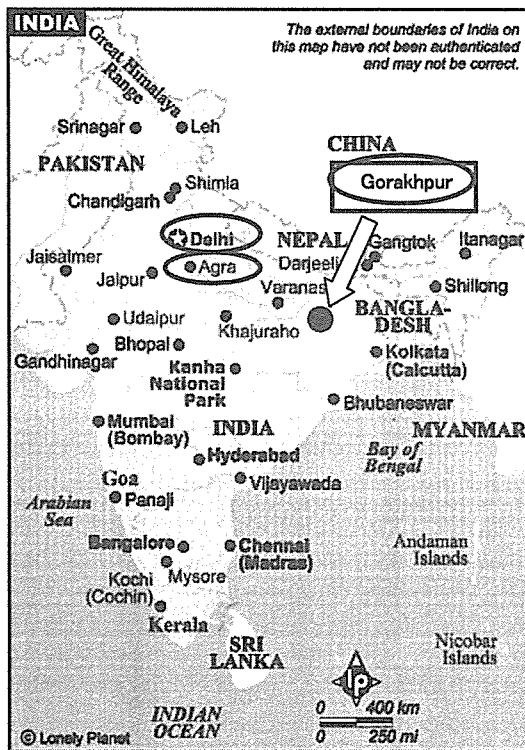 INDIA
The external boundaries of India on
this map have not been authenticated
and may not be correct.
Great Himalaya
Range
Srinagar
Leh
CHINA
PAKISTAN
Shimla
Gorakhpur
Chandigarh
Delhi
NEPAL
Gangtok
Itanagar
Jaisalmer
Agra
Darjeeli
Jaipur
Varanas
Shillong
BANGLA-
DESH
Udaipur
Khajuraho
Gandhinagar
Bhopal
Kolkata
(Calcutta)
Kanha
National
Park
Bhubaneswar
Mumbai
(Bombay)
INDIA
MYANMAR
Hyderabad
Bay of
Bengal
Goa
Vijayawada
Arabian
Sea
Panaji
Bangalore
Chennai
(Madras)
Andaman
Islands
Mysore
Kochi
(Cochin)
Kerala
SRI
LANKA
Nicobar
Islands
lp
INDIAN
OCEAN
0 400 km
0 250 mi
© Lonely Planet